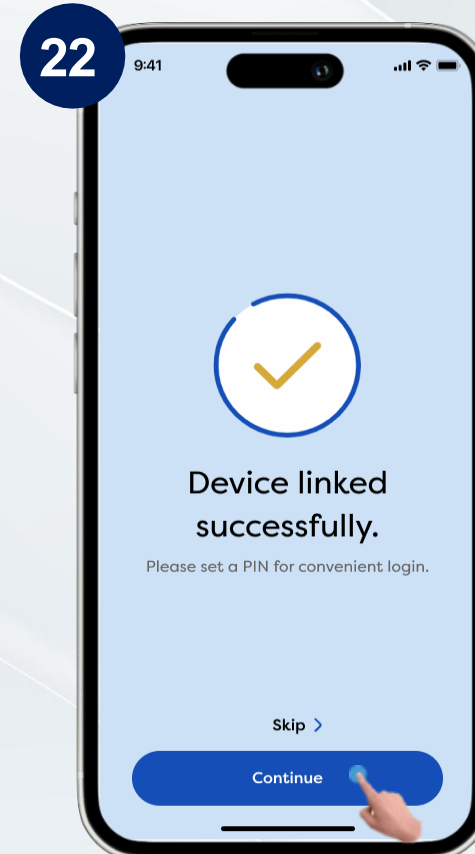 22
9:41
Device linked
successfully.
Please set a PIN for convenient login.
Skip
Continue